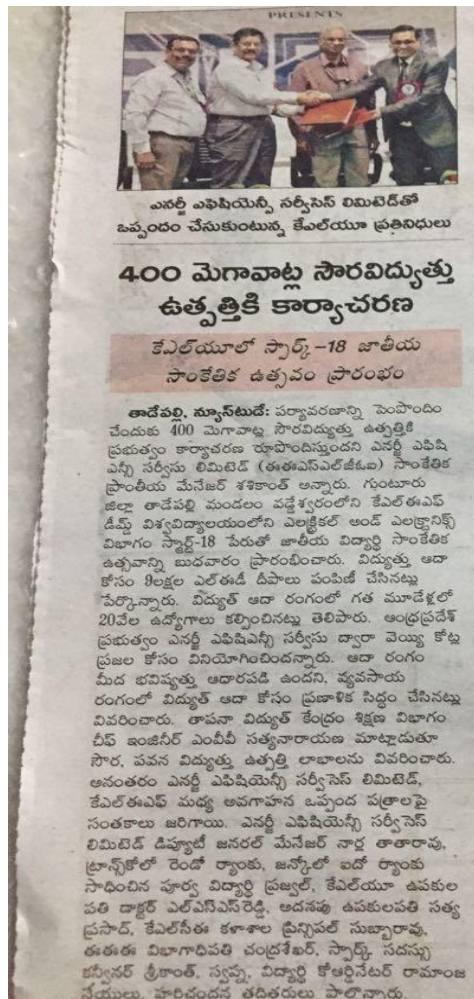 PRESENTS
ఎనర్జీ ఎఫిషియెన్సీ సర్వీసెస్ లిమిటెడ్‌తో
ఒప్పందం చేసుకుంటున్న కేఎల్‌యూ ప్రతినిధులు
400 మెగావాట్ల సౌరవిద్యుత్తు
ఉత్పత్తికి కార్యాచరణ
కేఎల్‌యూలో స్పార్క్-18 జాతీయ
సాంకేతిక ఉత్సవం ప్రారంభం
తాడేపల్లి, న్యూస్‌టుడే: పర్యావరణాన్ని పెంపొందిం
చేందుకు 400 మెగావాట్ల సౌరవిద్యుత్తు ఉత్పత్తికి
ప్రభుత్వం కార్యాచరణ రూపొందిస్తుందని ఎనర్జీ ఎఫిషి
ఎన్సీ సర్వీసు లిమిటెడ్ (ఈఈఎస్ఎల్‌జీఓఐ) సాంకేతిక
ప్రాంతీయ మేనేజర్ శశికాంత్ అన్నారు. గుంటూరు
జిల్లా తాడేపల్లి మండలం వడ్డేశ్వరంలోని కేఎల్ఈఎఫ్
డీమ్డ్ విశ్వవిద్యాలయంలోని ఎలక్ట్రికల్ అండ్ ఎలక్ట్రానిక్స్
విభాగం స్మార్ట్-18 పేరుతో జాతీయ విద్యార్థి సాంకేతిక
ఉత్సవాన్ని బుధవారం ప్రారంభించారు. విద్యుత్తు ఆదా
కోసం 9లక్షల ఎల్ఈడీ దీపాలు పంపిణీ చేసినట్లు
పేర్కొన్నారు. విద్యుత్ ఆదా రంగంలో గత మూడేళ్లలో
20వేల ఉద్యోగాలు కల్పించినట్లు తెలిపారు. ఆంధ్రప్రదేశ్
ప్రభుత్వం ఎనర్జీ ఎఫిషిఎన్సీ సర్వీసు ద్వారా వెయ్యి కోట్ల
ప్రజల కోసం వినియోగించిందన్నారు. ఆదా రంగం
మీద భవిష్యత్తు ఆధారపడి ఉందని, వ్యవసాయ
రంగంలో విద్యుత్ ఆదా కోసం ప్రణాళిక సిద్ధం చేసినట్లు
వివరించారు. తాపనా విద్యుత్ కేంద్రం శిక్షణ విభాగం
చీఫ్ ఇంజినీర్ ఎంవీవీ సత్యనారాయణ మాట్లాడుతూ
సౌర, పవన విద్యుత్తు ఉత్పత్తి లాభాలను వివరించారు.
అనంతరం ఎనర్జీ ఎఫిషియెన్సీ సర్వీసెస్ లిమిటెడ్,
కేఎల్ఈఎఫ్ మధ్య అవగాహన ఒప్పంద పత్రాలపై
సంతకాలు జరిగాయి. ఎనర్జీ ఎఫిషియెన్సీ సర్వీసెస్
లిమిటెడ్ డిప్యూటీ జనరల్ మేనేజర్ నార్ల తాతారావు,
ట్రాన్స్‌కోలో రెండో ర్యాంకు, జన్‌కోలో ఐదో ర్యాంకు
సాధించిన పూర్వ విద్యార్థి ప్రజ్వల్, కేఎల్‌యూ ఉపకుల
పతి డాక్టర్ ఎల్ఎస్ఎస్‌రెడ్డి, అదనపు ఉపకులపతి సత్య
ప్రసాద్, కేఎల్‌సీఈ కళాశాల ప్రిన్సిపల్ సుబ్బారావు,
ఈఈఈ విభాగాధిపతి చంద్రశేఖర్, స్పార్క్ సదస్సు
కన్వీనర్ శ్రీకాంత్, స్వప్న, విద్యార్థి కోఆర్డినేటర్ రామాంజ
నేయులు, హరిచందన తదితరులు పాల్గొన్నారు.